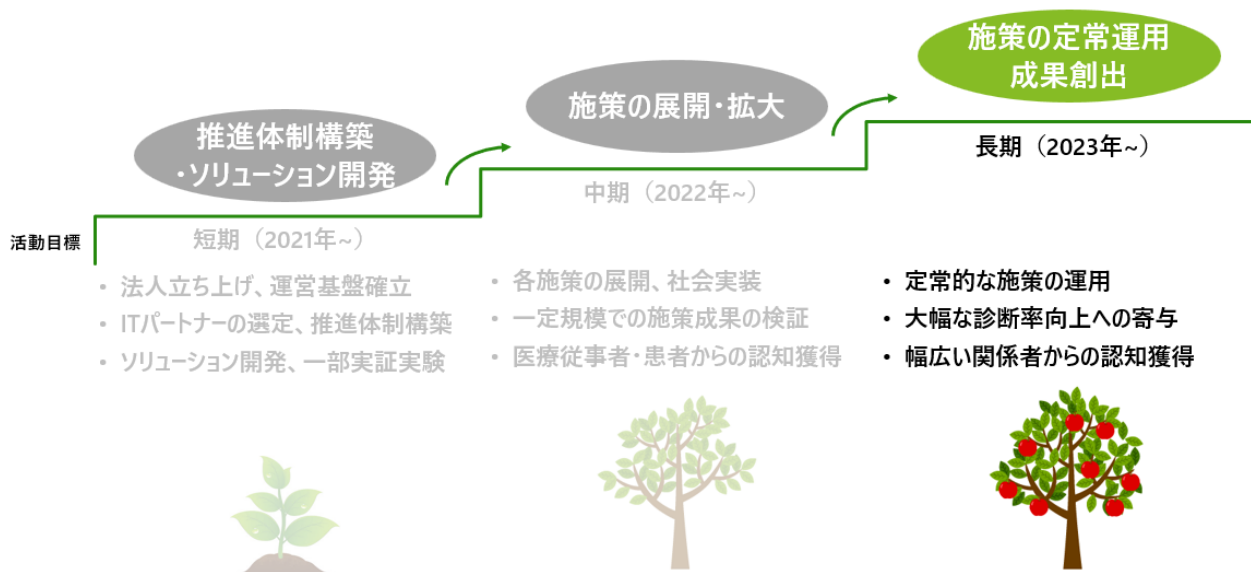 推進体制構築
・ソリューション開発
施策の展開・拡大
施策の定常運用
成果創出
活動目標
短期（2021年~）
中期（2022年~）
長期（2023年~）
• 法人立ち上げ、運営基盤確立
• ITパートナーの選定、推進体制構築
• ソリューション開発、一部実証実験
• 各施策の展開、社会実装
• 一定規模での施策成果の検証
• 医療従事者・患者からの認知獲得
• 定常的な施策の運用
• 大幅な診断率向上への寄与
• 幅広い関係者からの認知獲得